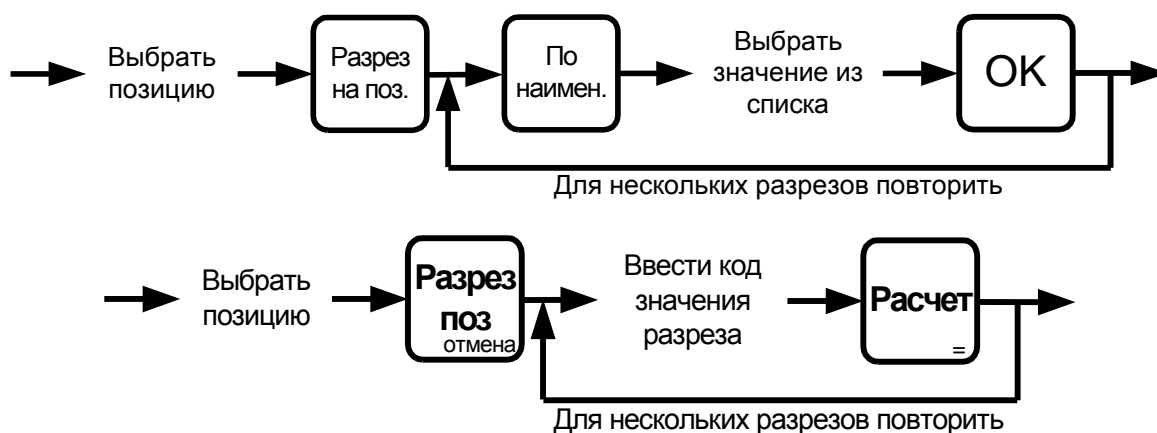 Выбрать
позицию
Разрез
на поз.
По
наимен.
Выбрать
значение из
списка
OK
Для нескольких разрезов повторить
Выбрать
позицию
Разрез
поз
отмена
Ввести код
значения
разреза
Расчет
=
Для нескольких разрезов повторить